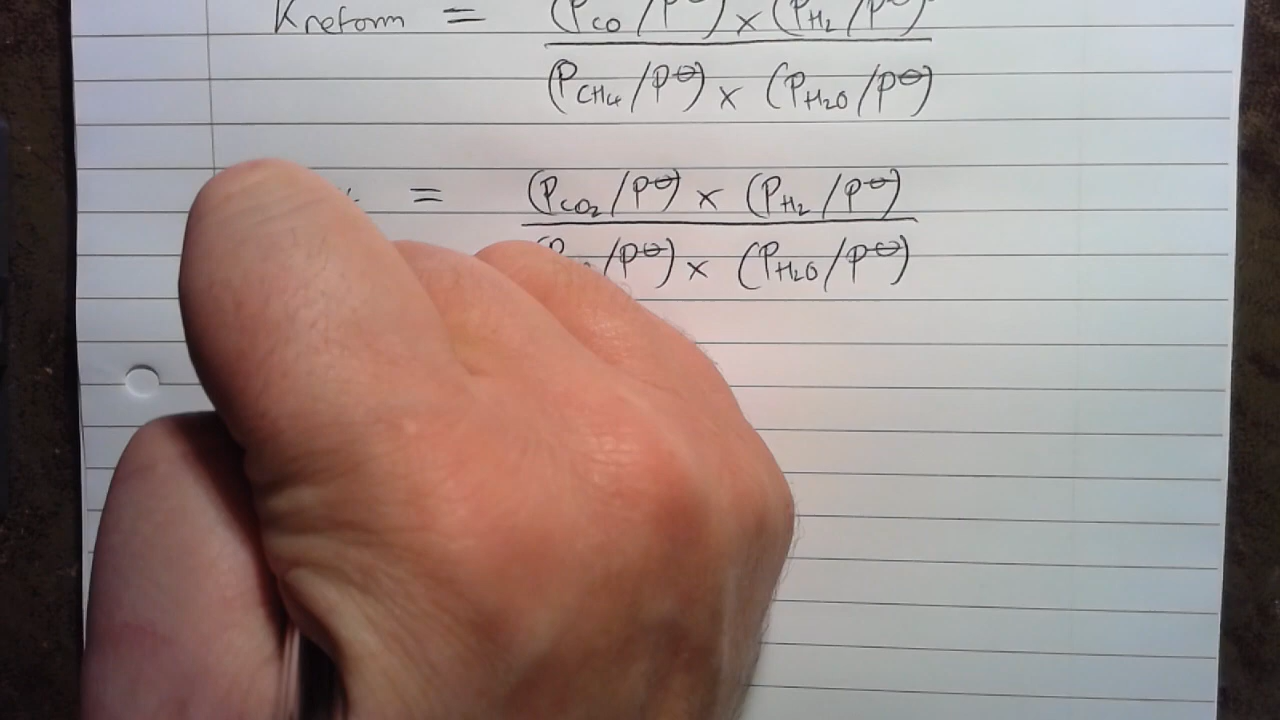 Kreform = (PCO/P⊖) x (PH2/P⊖)
(PCH4/P⊖) x (PH2O/P⊖)
= (PCO2/P⊖) x (PH2/P⊖)
/P⊖) x (PH2O/P⊖)